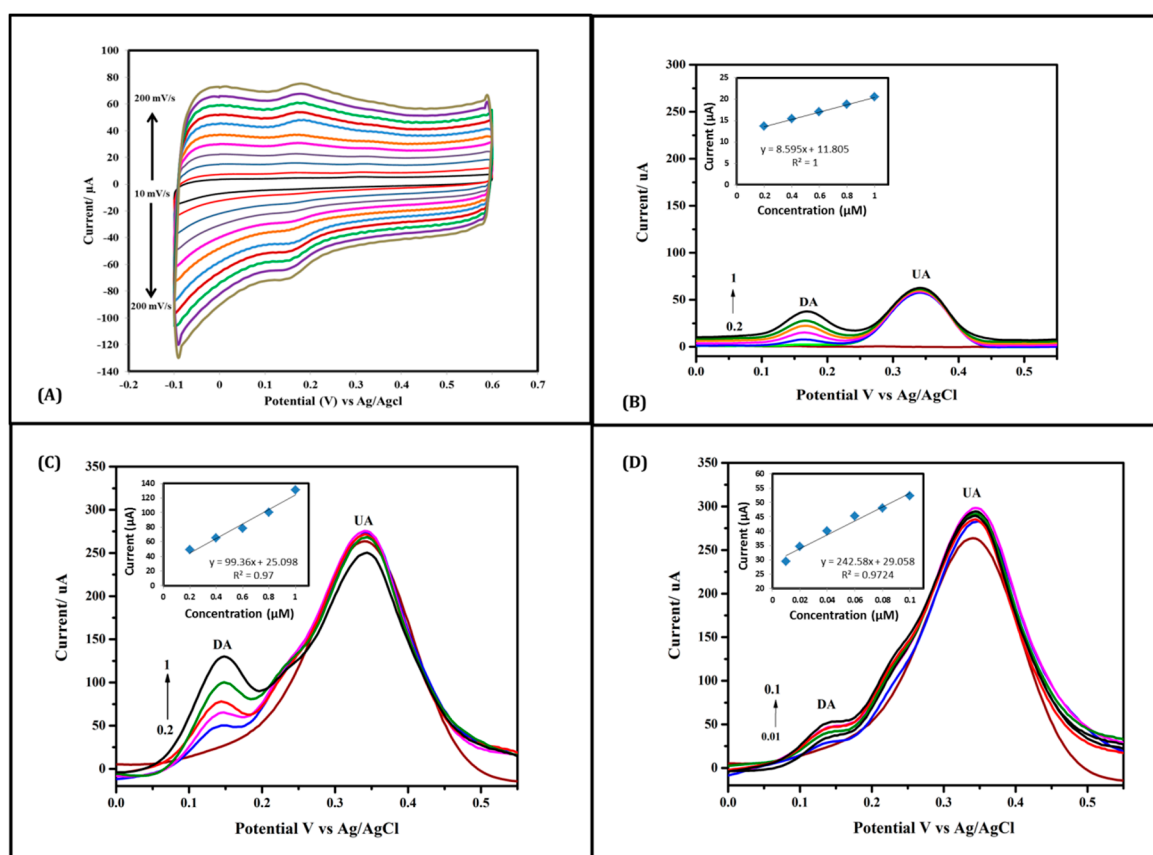 100
80
60
40
20
0
-20
-40
-60
-80
-100
-120
-140
Current/ µA
200 mV/s
10 mV/s
200 mV/s
-0.2 -0.1 0 0.1 0.2 0.3 0.4 0.5 0.6 0.7
(A)
Potential (V) vs Ag/Agcl
300
250
200
150
100
50
0
Current/ uA
25
20
15
10
5
0
Current (µA)
y = 8.595x + 11.805
R² = 1
0.2 0.4 0.6 0.8 1
Concentration (µM)
1
0.2
DA
UA
0.0 0.1 0.2 0.3 0.4 0.5
Potential V vs Ag/AgCl
(B)
(C)
350
300
250
200
150
100
50
0
Current/ uA
140
120
100
80
60
40
20
0
Current (µA)
y = 99.36x + 25.098
R² = 0.97
0.2 0.4 0.6 0.8 1
Concentration (µM)
UA
DA
1
0.2
0.0 0.1 0.2 0.3 0.4 0.5
Potential V vs Ag/AgCl
(D)
350
300
250
200
150
100
50
0
Current/ uA
60
55
50
45
40
35
30
25
20
Current (µA)
y = 242.58x + 29.058
R² = 0.9724
0 0.02 0.04 0.06 0.08 0.1
Concentration (µM)
UA
DA
0.1
0.01
0.0 0.1 0.2 0.3 0.4 0.5
Potential V vs Ag/AgCl